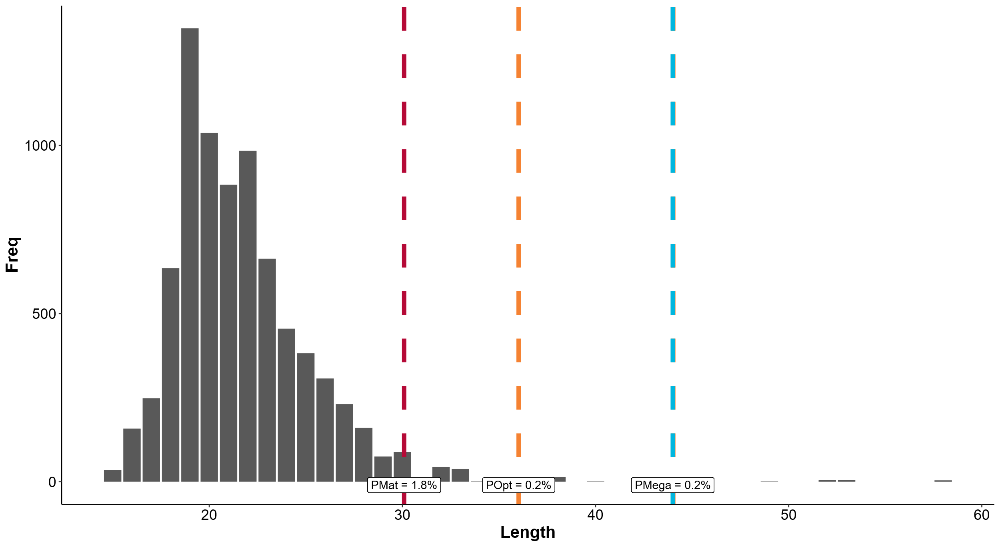 Freq
1000
500
0
PMat = 1.8%
POpt = 0.2%
PMega = 0.2%
20
30
40
50
60
Length